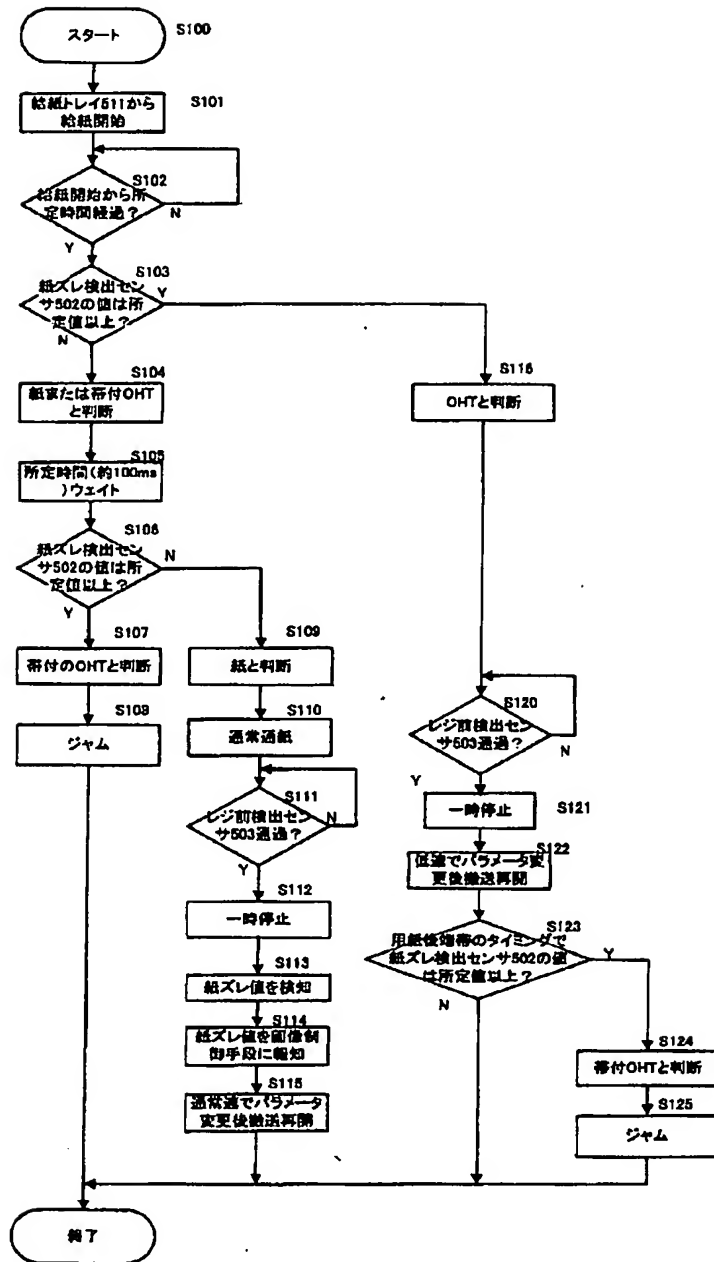 スタート
S100
給紙トレイ511から
給紙開始
S101
S102
給紙開始から所
定時間経過?
N
Y
S103
紙ズレ検出セン
サ502の値は所
定値以上?
Y
N
S104
紙または帯付OHT
と判断
S105
所定時間(約100ms
)ウェイト
S106
紙ズレ検出セン
サ502の値は所
定値以上?
N
Y
S107
帯付のOHTと判断
S108
ジャム
S109
紙と判断
S110
通常通紙
S111
レジ前検出セン
サ503通過?
N
Y
S112
一時停止
S113
紙ズレ値を検知
S114
紙ズレ値を画像制
御手段に報知
S115
通常速でパラメータ
変更後搬送再開
S116
OHTと判断
S120
レジ前検出セン
サ503通過?
N
Y
一時停止
S121
S122
低速でパラメータ変
更後搬送再開
S123
用紙後端帯のタイミングで
紙ズレ検出センサ502の値
は所定値以上?
Y
N
S124
帯付OHTと判断
S125
ジャム
終了